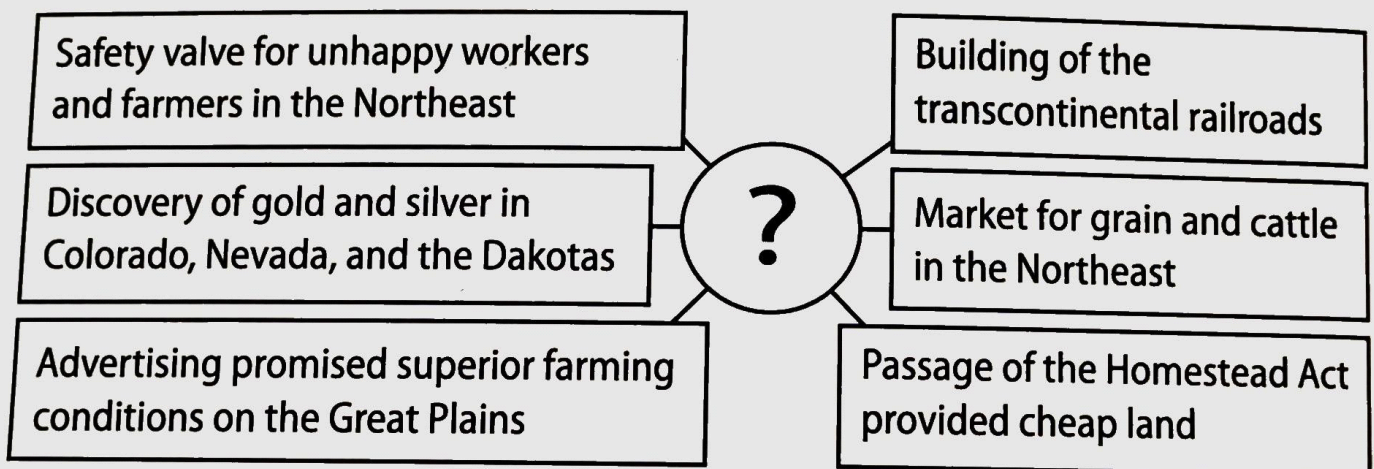 Safety valve for unhappy workers
and farmers in the Northeast
Discovery of gold and silver in
Colorado, Nevada, and the Dakotas
Advertising promised superior farming
conditions on the Great Plains
?
Building of the
transcontinental railroads
Market for grain and cattle
in the Northeast
Passage of the Homestead Act
provided cheap land